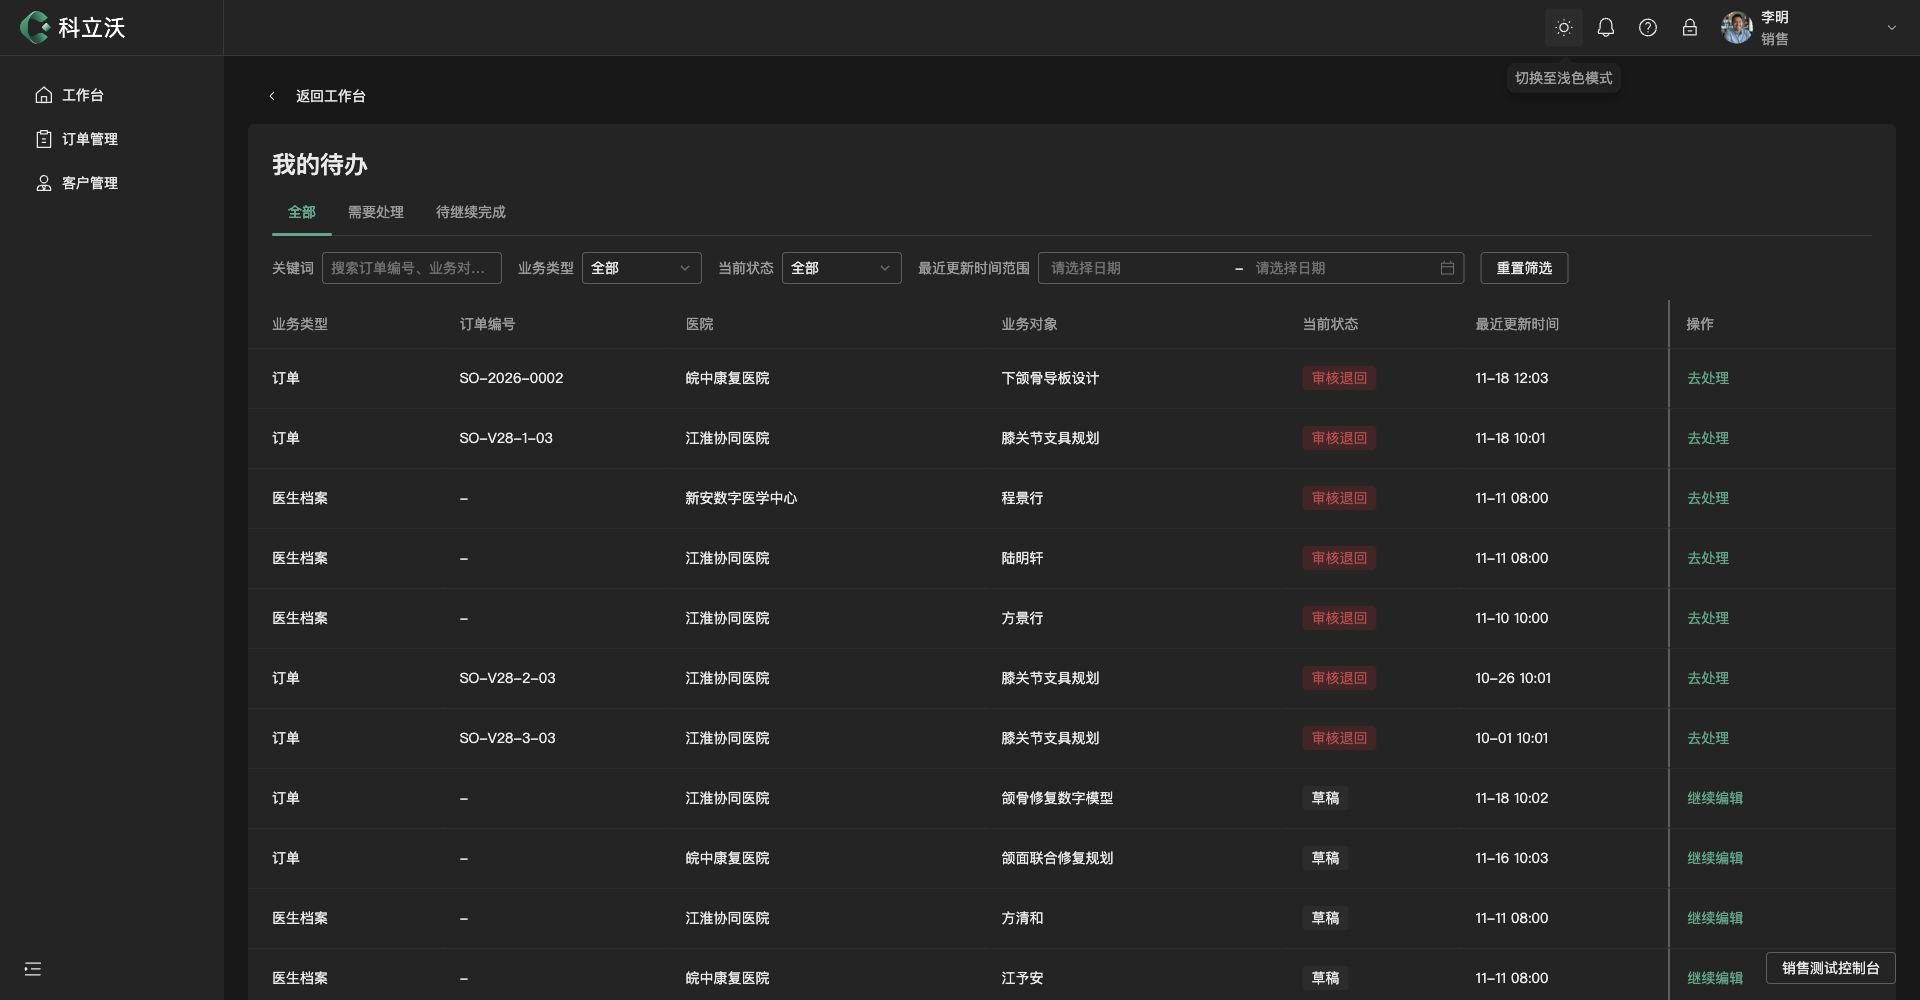 科立沃
李明
销售
切换至浅色模式
工作台
订单管理
客户管理
返回工作台
我的待办
全部 需要处理 待继续完成
关键词 搜索订单编号、业务对... 业务类型 全部 当前状态 全部 最近更新时间范围 请选择日期 – 请选择日期 重置筛选
业务类型 订单编号 医院 业务对象 当前状态 最近更新时间 操作
订单 SO-2026-0002 皖中康复医院 下颌骨导板设计 审核退回 11-18 12:03 去处理
订单 SO-V28-1-03 江淮协同医院 膝关节支具规划 审核退回 11-18 10:01 去处理
医生档案 – 新安数字医学中心 程景行 审核退回 11-11 08:00 去处理
医生档案 – 江淮协同医院 陆明轩 审核退回 11-11 08:00 去处理
医生档案 – 江淮协同医院 方景行 审核退回 11-10 10:00 去处理
订单 SO-V28-2-03 江淮协同医院 膝关节支具规划 审核退回 10-26 10:01 去处理
订单 SO-V28-3-03 江淮协同医院 膝关节支具规划 审核退回 10-01 10:01 去处理
订单 – 江淮协同医院 颌骨修复数字模型 草稿 11-18 10:02 继续编辑
订单 – 皖中康复医院 颌面联合修复规划 草稿 11-16 10:03 继续编辑
医生档案 – 江淮协同医院 方清和 草稿 11-11 08:00 继续编辑
医生档案 – 皖中康复医院 江予安 草稿 11-11 08:00 继续编辑
销售测试控制台